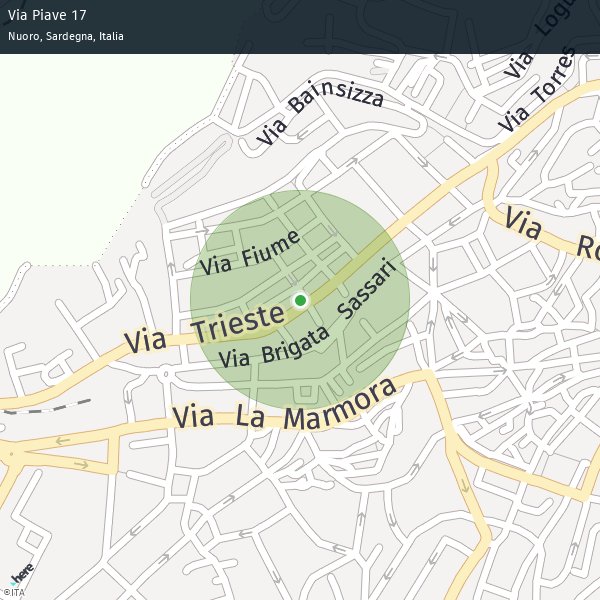 Via Piave 17
Nuoro, Sardegna, Italia
Via Logu
Via Torres
Via Bainsizza
Via Ro
Via Fiume
Via Brigata Sassari
Via Trieste
Via La Marmora
here
©ITA